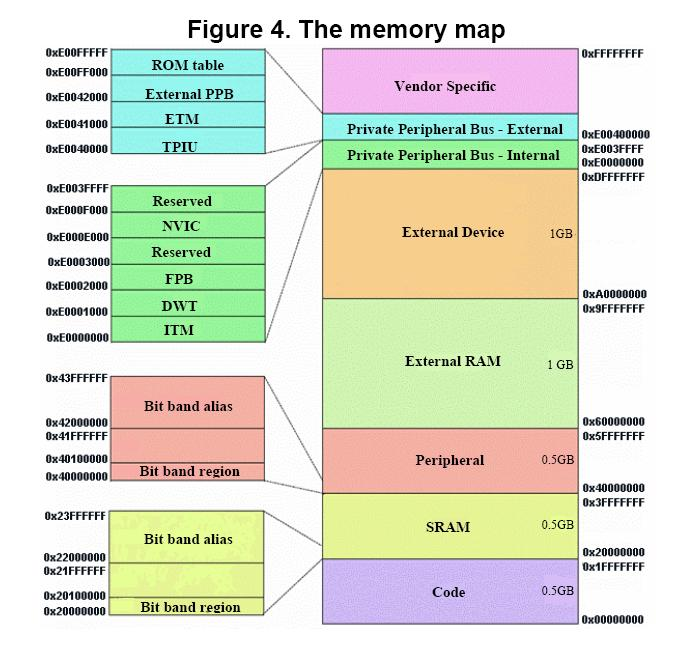 Figure 4. The memory map
0xE00FFFFF
ROM table
0xE00FF000
External PPB
0xE0042000
ETM
0xE0041000
TPIU
0xE0040000
0xE003FFFF
Reserved
0xE000F000
NVIC
0xE000E000
Reserved
0xE0003000
FPB
0xE0002000
DWT
0xE0001000
ITM
0xE0000000
0x43FFFFFF
Bit band alias
0x42000000
0x41FFFFFF
0x40100000
Bit band region
0x40000000
0x23FFFFFF
Bit band alias
0x22000000
0x21FFFFFF
0x20100000
Bit band region
0x20000000
0xFFFFFFFF
Vendor Specific
Private Peripheral Bus - External
0xE00400000
Private Peripheral Bus - Internal
0xE003FFFF
0xE0000000
0xDFFFFFFF
External Device 1GB
0xA0000000
0x9FFFFFFF
External RAM 1 GB
0x60000000
0x5FFFFFFF
Peripheral 0.5GB
0x40000000
0x3FFFFFFF
SRAM 0.5GB
0x20000000
0x1FFFFFFF
Code 0.5GB
0x00000000